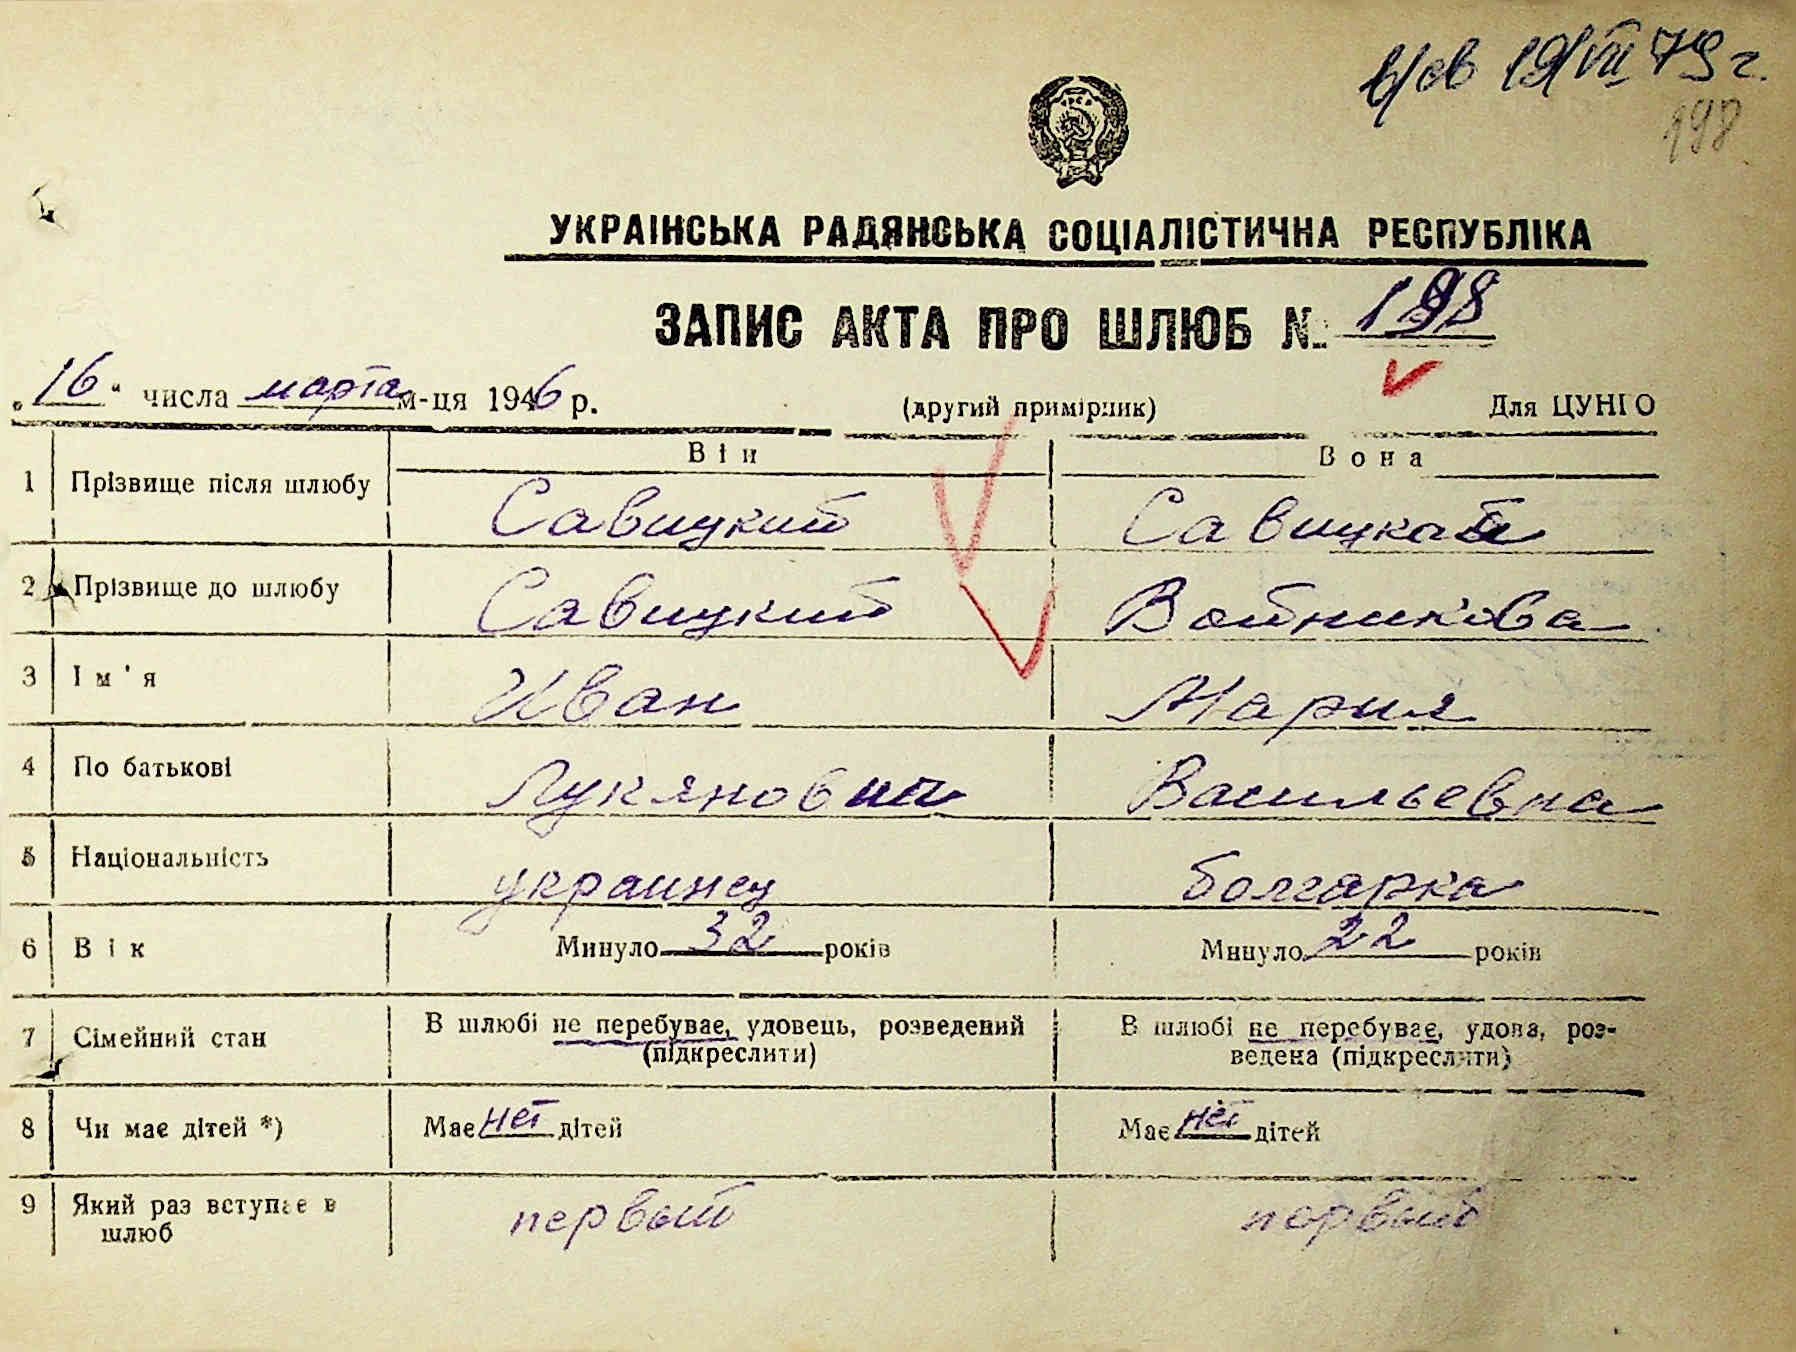 19/VII 79 г.
198
УКРАЇНСЬКА РАДЯНСЬКА СОЦІАЛІСТИЧНА РЕСПУБЛІКА
ЗАПИС АКТА ПРО ШЛЮБ № 198
„16“ числа марта м-ця 1946 р. (другий примірник) Для ЦУНГО
Він Вона
1 Прізвище після шлюбу Савицкий Савицкая
2 Прізвище до шлюбу Савицкий Войникова
3 Ім'я Иван Мария
4 По батькові Лукяновна Васильевна
5 Національність украинец болгарка
6 Вік Минуло 32 років Минуло 22 років
7 Сімейний стан В шлюбі не перебуває, удовець, розведений В шлюбі не перебуває, удова, роз-
(підкреслити) ведена (підкреслити)
8 Чи має дітей *) Має нет дітей Має нет дітей
9 Який раз вступає в первый первый
шлюб